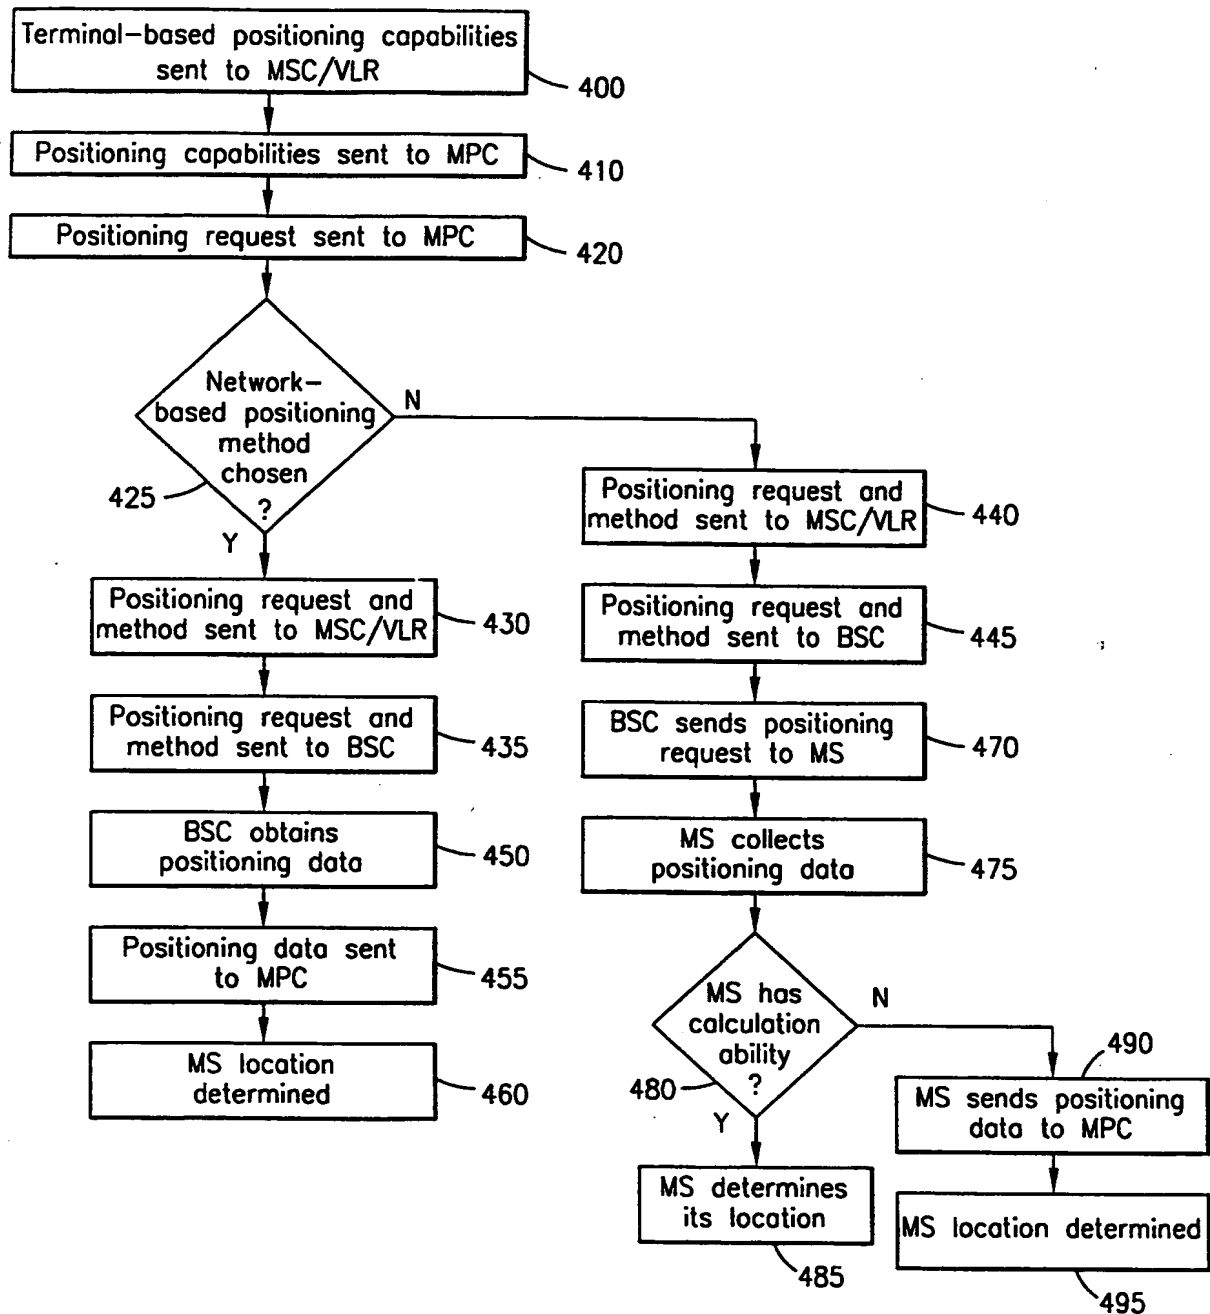 Terminal-based positioning capabilities
sent to MSC/VLR
400
Positioning capabilities sent to MPC
410
Positioning request sent to MPC
420
Network-
based positioning
method
chosen
?
425
N
Y
Positioning request and
method sent to MSC/VLR
430
Positioning request and
method sent to BSC
435
BSC obtains
positioning data
450
Positioning data sent
to MPC
455
MS location
determined
460
Positioning request and
method sent to MSC/VLR
440
Positioning request and
method sent to BSC
445
BSC sends positioning
request to MS
470
MS collects
positioning data
475
MS has
calculation
ability
?
480
N
Y
MS determines
its location
485
490
MS sends positioning
data to MPC
MS location determined
495